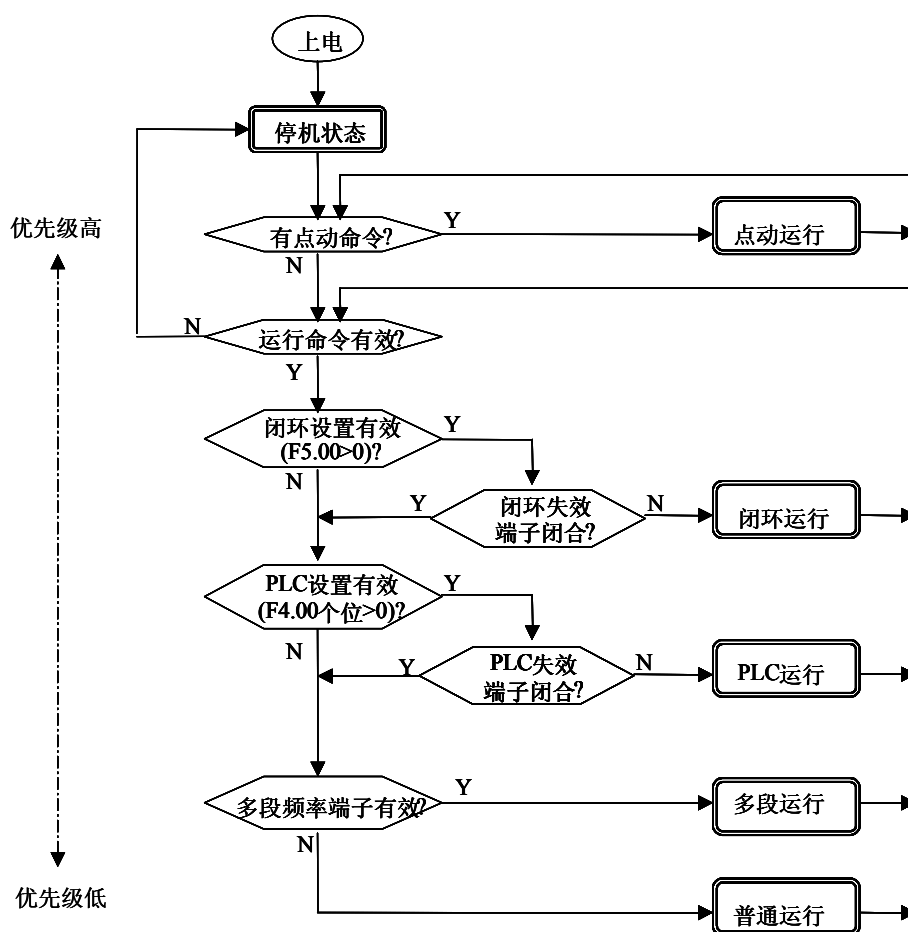 上电
停机状态
优先级高
有点动命令?
Y
点动运行
N
N
运行命令有效?
Y
闭环设置有效
(F5.00>0)?
Y
N
Y
闭环失效
端子闭合?
N
闭环运行
PLC设置有效
(F4.00个位>0)?
Y
N
Y
PLC失效
端子闭合?
N
PLC运行
多段频率端子有效?
Y
多段运行
N
优先级低
普通运行